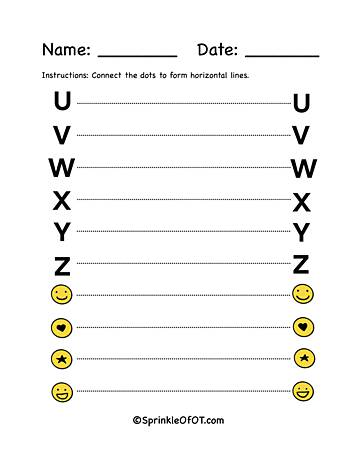 Name: ________ Date: ________
Instructions: Connect the dots to form horizontal lines.
U U
V V
W W
X X
Y Y
Z Z
©SprinkleOfOT.com